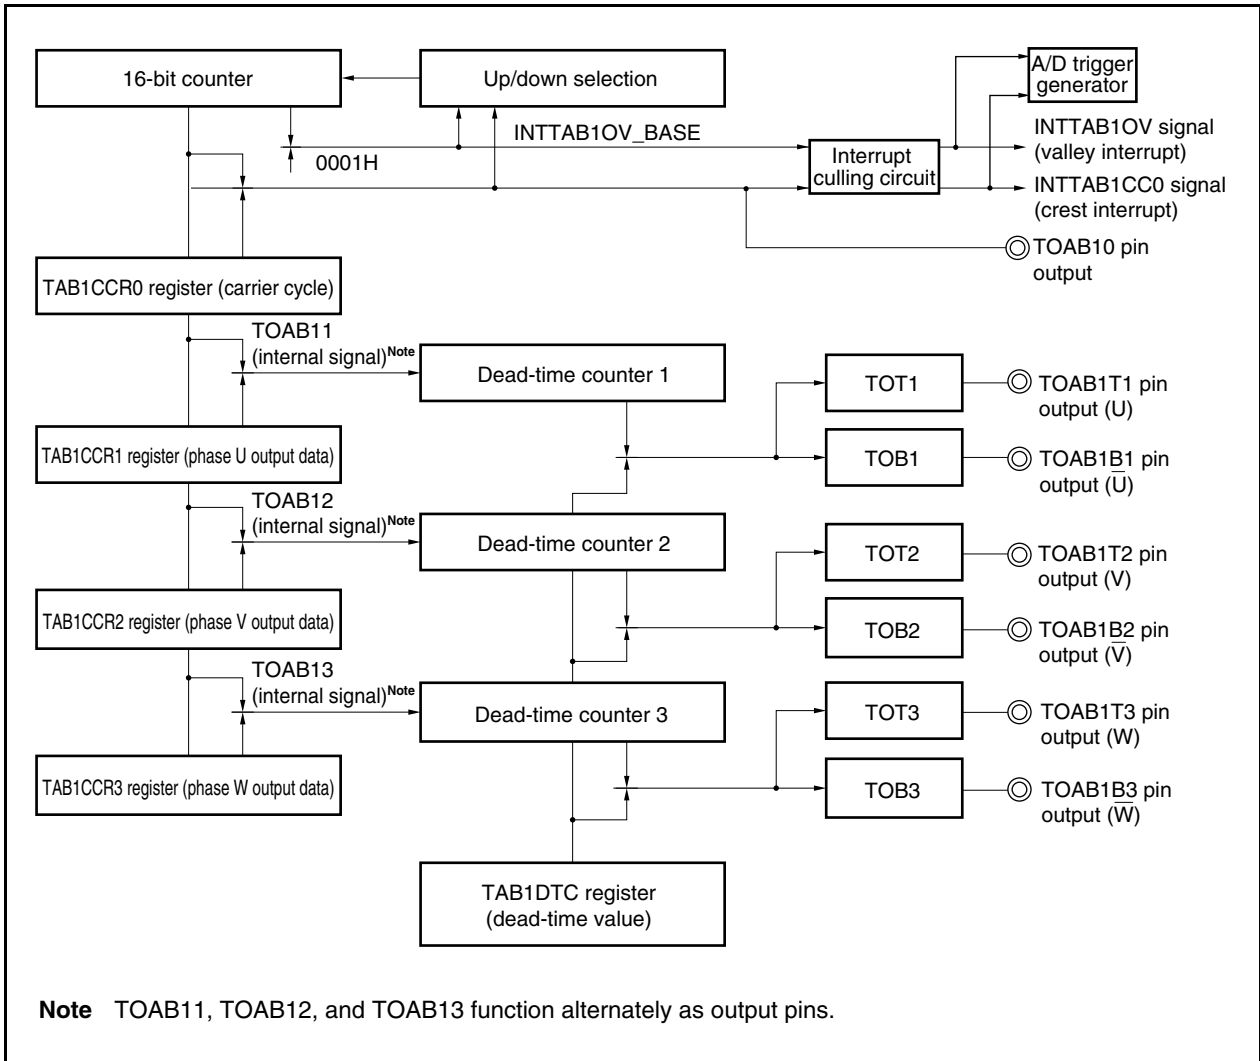 16-bit counter
Up/down selection
A/D trigger
generator
INTTAB1OV_BASE
0001H
Interrupt
culling circuit
INTTAB1OV signal
(valley interrupt)
INTTAB1CC0 signal
(crest interrupt)
TOAB10 pin
output
TAB1CCR0 register (carrier cycle)
TOAB11
(internal signal)Note
Dead-time counter 1
TOT1
TOAB1T1 pin
output (U)
TAB1CCR1 register (phase U output data)
TOB1
TOAB1B1 pin
output (U̅)
TOAB12
(internal signal)Note
Dead-time counter 2
TOT2
TOAB1T2 pin
output (V)
TAB1CCR2 register (phase V output data)
TOB2
TOAB1B2 pin
output (V̅)
TOAB13
(internal signal)Note
Dead-time counter 3
TOT3
TOAB1T3 pin
output (W)
TAB1CCR3 register (phase W output data)
TOB3
TOAB1B3 pin
output (W̅)
TAB1DTC register
(dead-time value)
Note TOAB11, TOAB12, and TOAB13 function alternately as output pins.